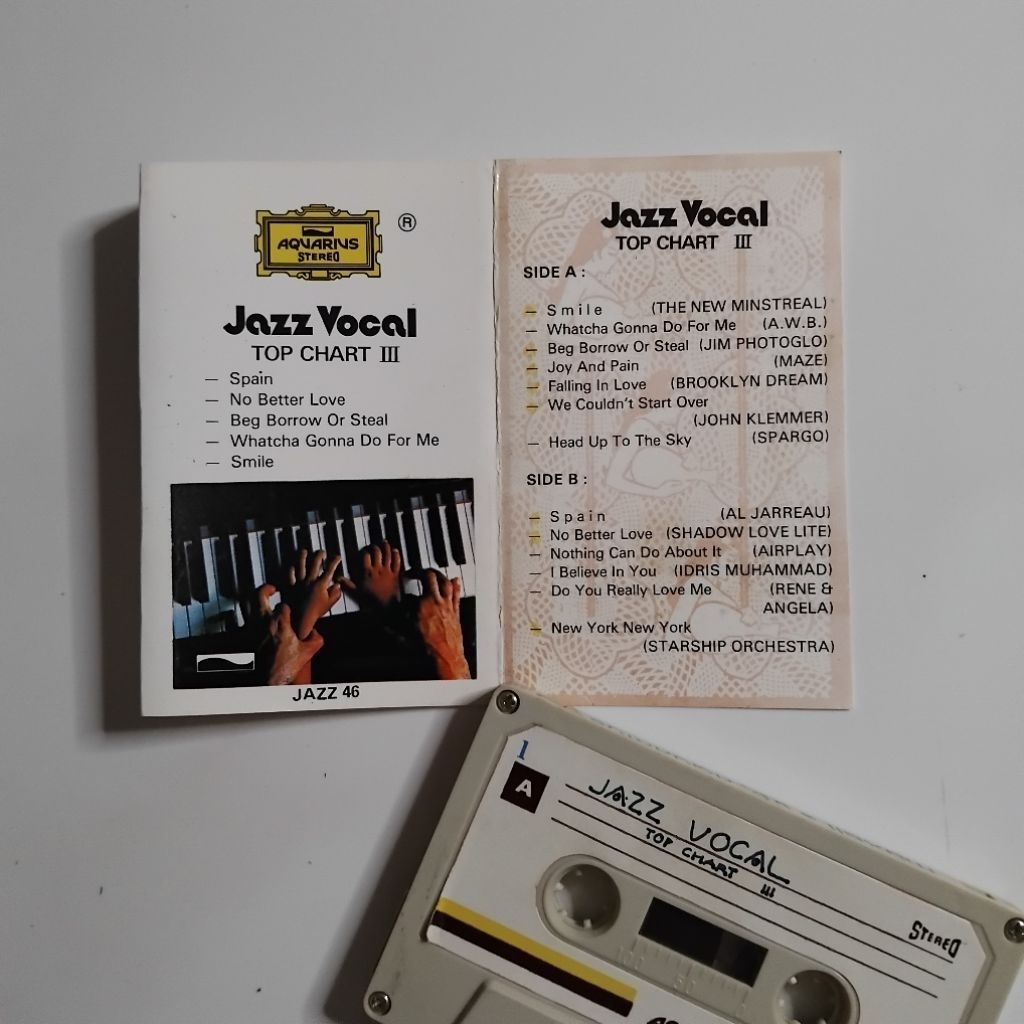 AQUARIUS
STEREO
®
Jazz Vocal
TOP CHART III
— Spain
— No Better Love
— Beg Borrow Or Steal
— Whatcha Gonna Do For Me
— Smile
JAZZ 46
Jazz Vocal
TOP CHART III
SIDE A :
— Smile (THE NEW MINSTREAL)
— Whatcha Gonna Do For Me (A.W.B.)
— Beg Borrow Or Steal (JIM PHOTOGLO)
— Joy And Pain (MAZE)
— Falling In Love (BROOKLYN DREAM)
— We Couldn't Start Over
(JOHN KLEMMER)
— Head Up To The Sky (SPARGO)
SIDE B :
— Spain (AL JARREAU)
— No Better Love (SHADOW LOVE LITE)
— Nothing Can Do About It (AIRPLAY)
— I Believe In You (IDRIS MUHAMMAD)
— Do You Really Love Me (RENE &
ANGELA)
— New York New York
(STARSHIP ORCHESTRA)
1
A
JAZZ VOCAL
TOP CHART III
STEREO
100 50